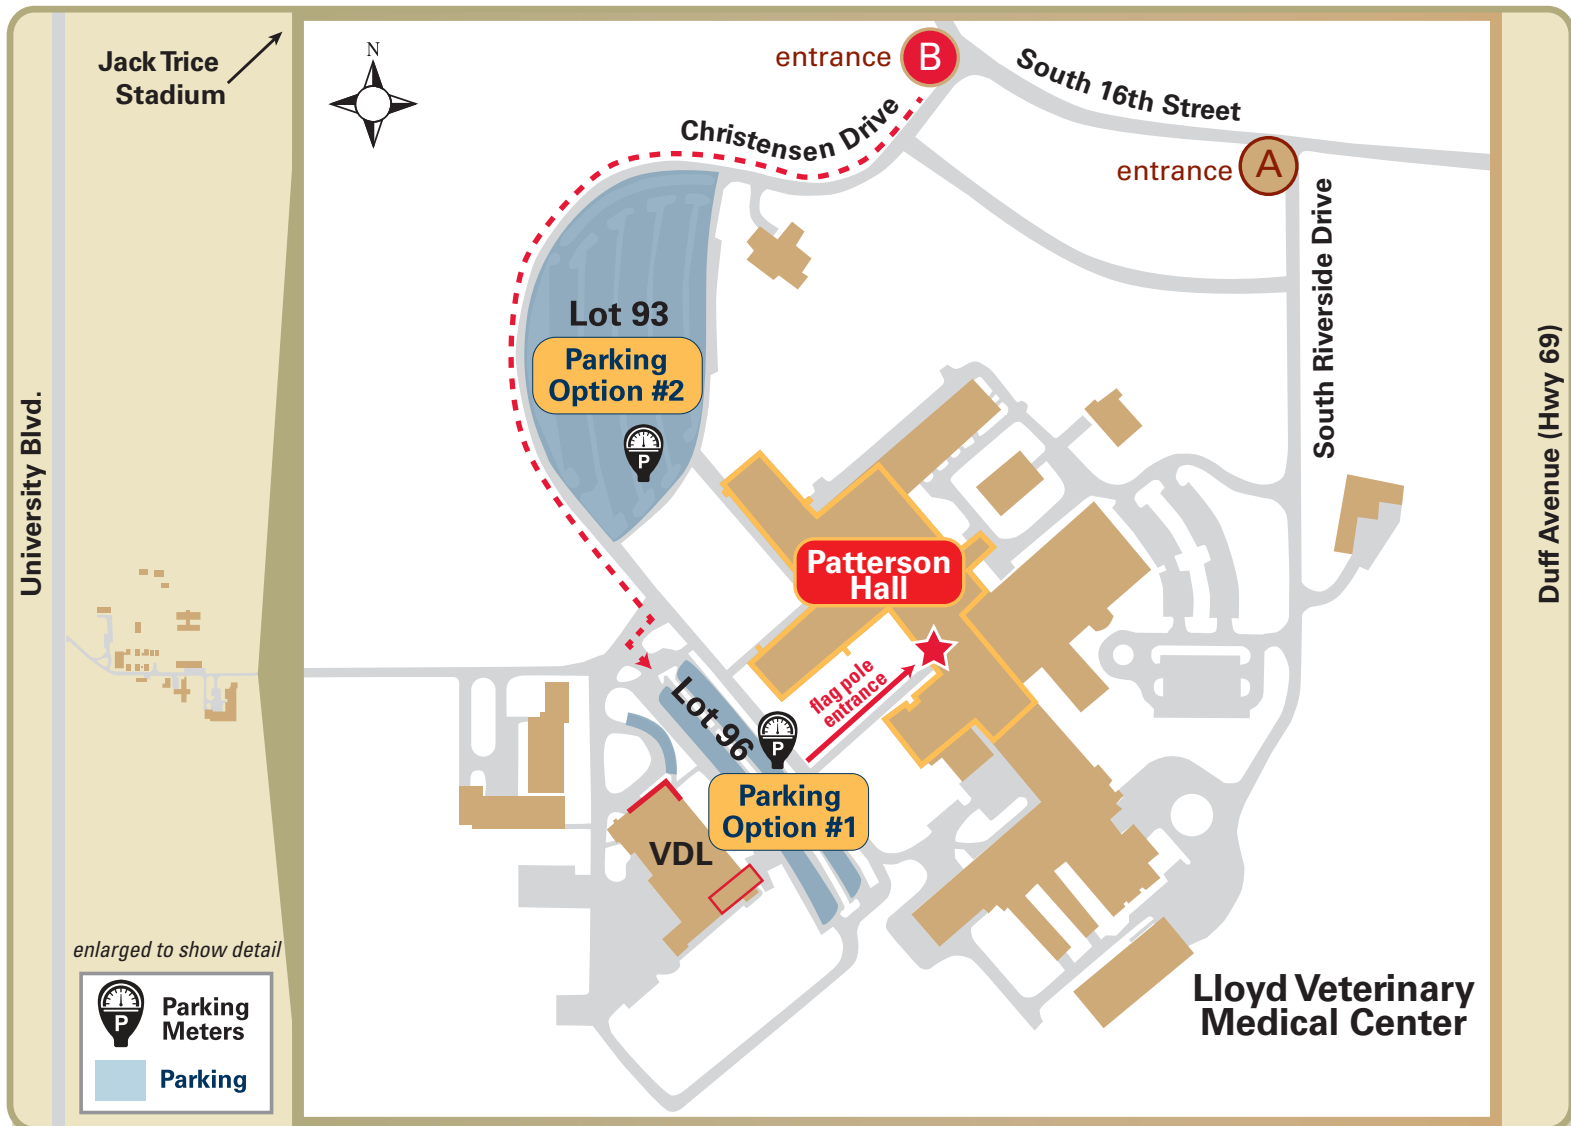 Jack Trice
Stadium
N
entrance
B
South 16th Street
Christensen Drive
entrance
A
South Riverside Drive
Lot 93
Parking
Option #2
P
University Blvd.
Duff Avenue (Hwy 69)
Patterson
Hall
flag pole
entrance
Lot 96
P
Parking
Option #1
VDL
enlarged to show detail
P
Parking
Meters
Parking
Lloyd Veterinary
Medical Center